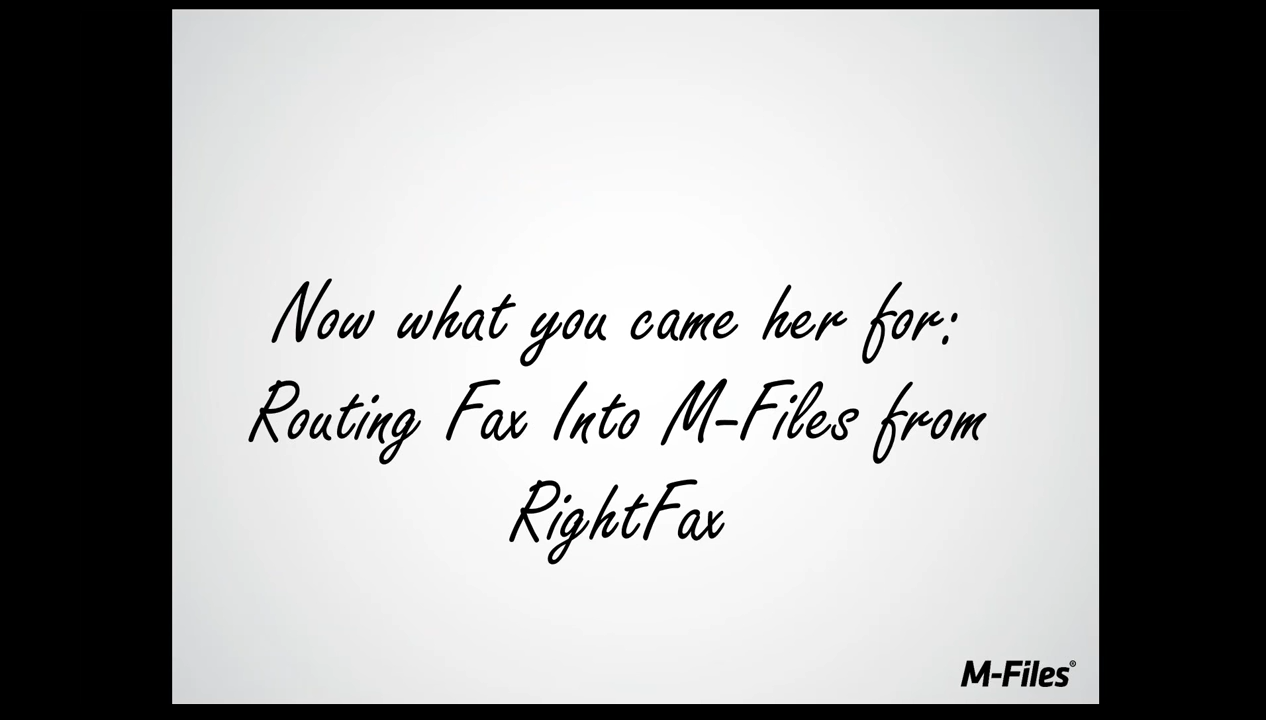 Now what you came her for:
Routing Fax Into M-Files from
RightFax
M-Files®